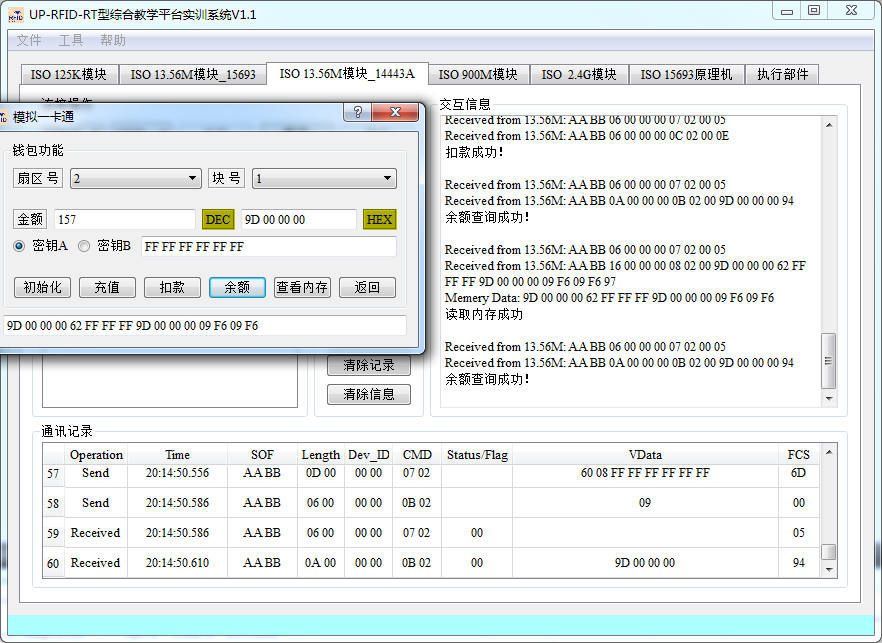 UP-RFID-RT型综合教学平台实训系统V1.1
文件 工具 帮助
ISO 125K模块 ISO 13.56M模块_15693 ISO 13.56M模块_14443A ISO 900M模块 ISO 2.4G模块 ISO 15693原理机 执行部件
模拟一卡通
钱包功能
扇区 号 2 块 号 1
金额 157 DEC 9D 00 00 00 HEX
密钥A 密钥B FF FF FF FF FF FF
初始化 充值 扣款 余额 查看内存 返回
9D 00 00 00 62 FF FF FF 9D 00 00 00 09 F6 09 F6
清除记录
清除信息
交互信息
Received from 13.56M: AA BB 06 00 00 00 07 02 00 05
Received from 13.56M: AA BB 06 00 00 00 0C 02 00 0E
扣款成功!
Received from 13.56M: AA BB 06 00 00 00 07 02 00 05
Received from 13.56M: AA BB 0A 00 00 00 0B 02 00 9D 00 00 00 94
余额查询成功!
Received from 13.56M: AA BB 06 00 00 00 07 02 00 05
Received from 13.56M: AA BB 16 00 00 00 08 02 00 9D 00 00 00 62 FF
FF FF 9D 00 00 00 09 F6 09 F6 97
Memery Data: 9D 00 00 00 62 FF FF FF 9D 00 00 00 09 F6 09 F6
读取内存成功
Received from 13.56M: AA BB 06 00 00 00 07 02 00 05
Received from 13.56M: AA BB 0A 00 00 00 0B 02 00 9D 00 00 00 94
余额查询成功!
通讯记录
Operation Time SOF Length Dev_ID CMD Status/Flag VData FCS
57 Send 20:14:50.556 AA BB 0D 00 00 00 07 02 60 08 FF FF FF FF FF FF 6D
58 Send 20:14:50.586 AA BB 06 00 00 00 0B 02 09 00
59 Received 20:14:50.586 AA BB 06 00 00 00 07 02 00 05
60 Received 20:14:50.610 AA BB 0A 00 00 00 0B 02 00 9D 00 00 00 94